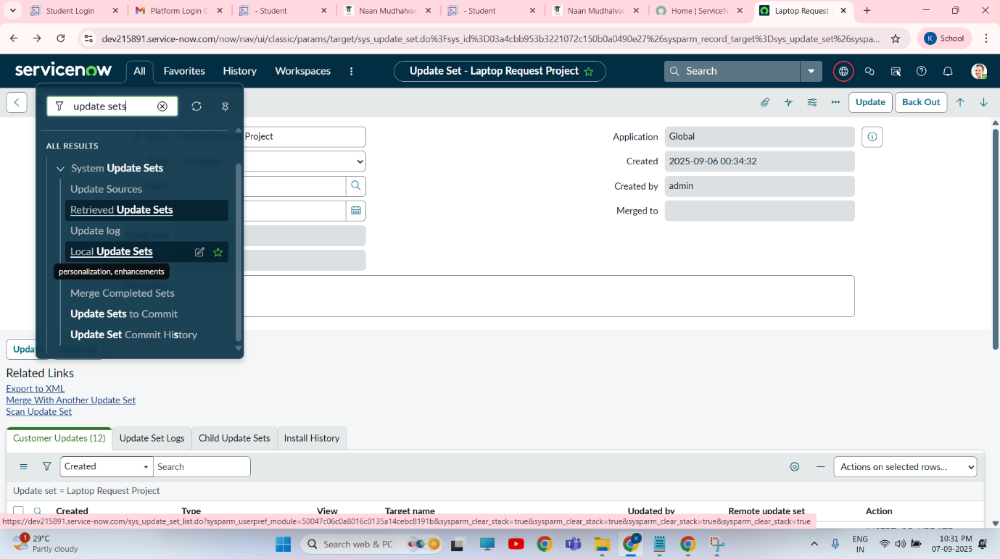 Student Login
Platform Login C
- Student
Naan Mudhalvan
- Student
Naan Mudhalvar
Home | ServiceN
Laptop Request
dev215891.service-now.com/now/nav/ui/classic/params/target/sys_update_set.do%3Fsys_id%3D03a4cbb953b3221072c150b0a0490e27%26sysparm_record_target%3Dsys_update_set%26syspa...
K School
servicenow
All
Favorites
History
Workspaces
Update Set - Laptop Request Project
Search
update sets
Update
Back Out
ALL RESULTS
System Update Sets
Update Sources
Retrieved Update Sets
Update log
Local Update Sets
personalization, enhancements
Merge Completed Sets
Update Sets to Commit
Update Set Commit History
Project
Application
Global
Created
2025-09-06 00:34:32
Created by
admin
Merged to
Updat
Related Links
Export to XML
Merge With Another Update Set
Scan Update Set
Customer Updates (12)
Update Set Logs
Child Update Sets
Install History
Created
Search
Actions on selected rows...
Update set = Laptop Request Project
Created
Type
View
Target name
Updated by
Remote update set
Action
https://dev215891.service-now.com/sys_update_set_list.do?sysparm_userpref_module=50047c06c0a8016c0135a14cebc8191b&sysparm_clear_stack=true&sysparm_clear_stack=true&sysparm_clear_stack=true&sysparm_clear_stack=true
1
29°C
Partly cloudy
Search web & PC
K
ENG
IN
10:31 PM
07-09-2025